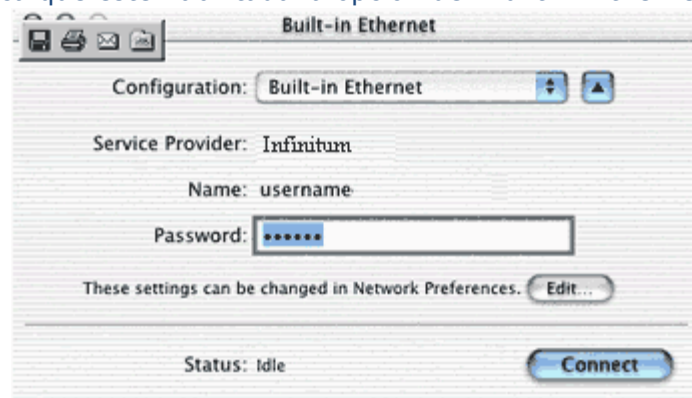 Built-in Ethernet
Configuration: Built-in Ethernet
Service Provider: Infinitum
Name: username
Password: ••••••
These settings can be changed in Network Preferences. Edit...
Status: Idle
Connect